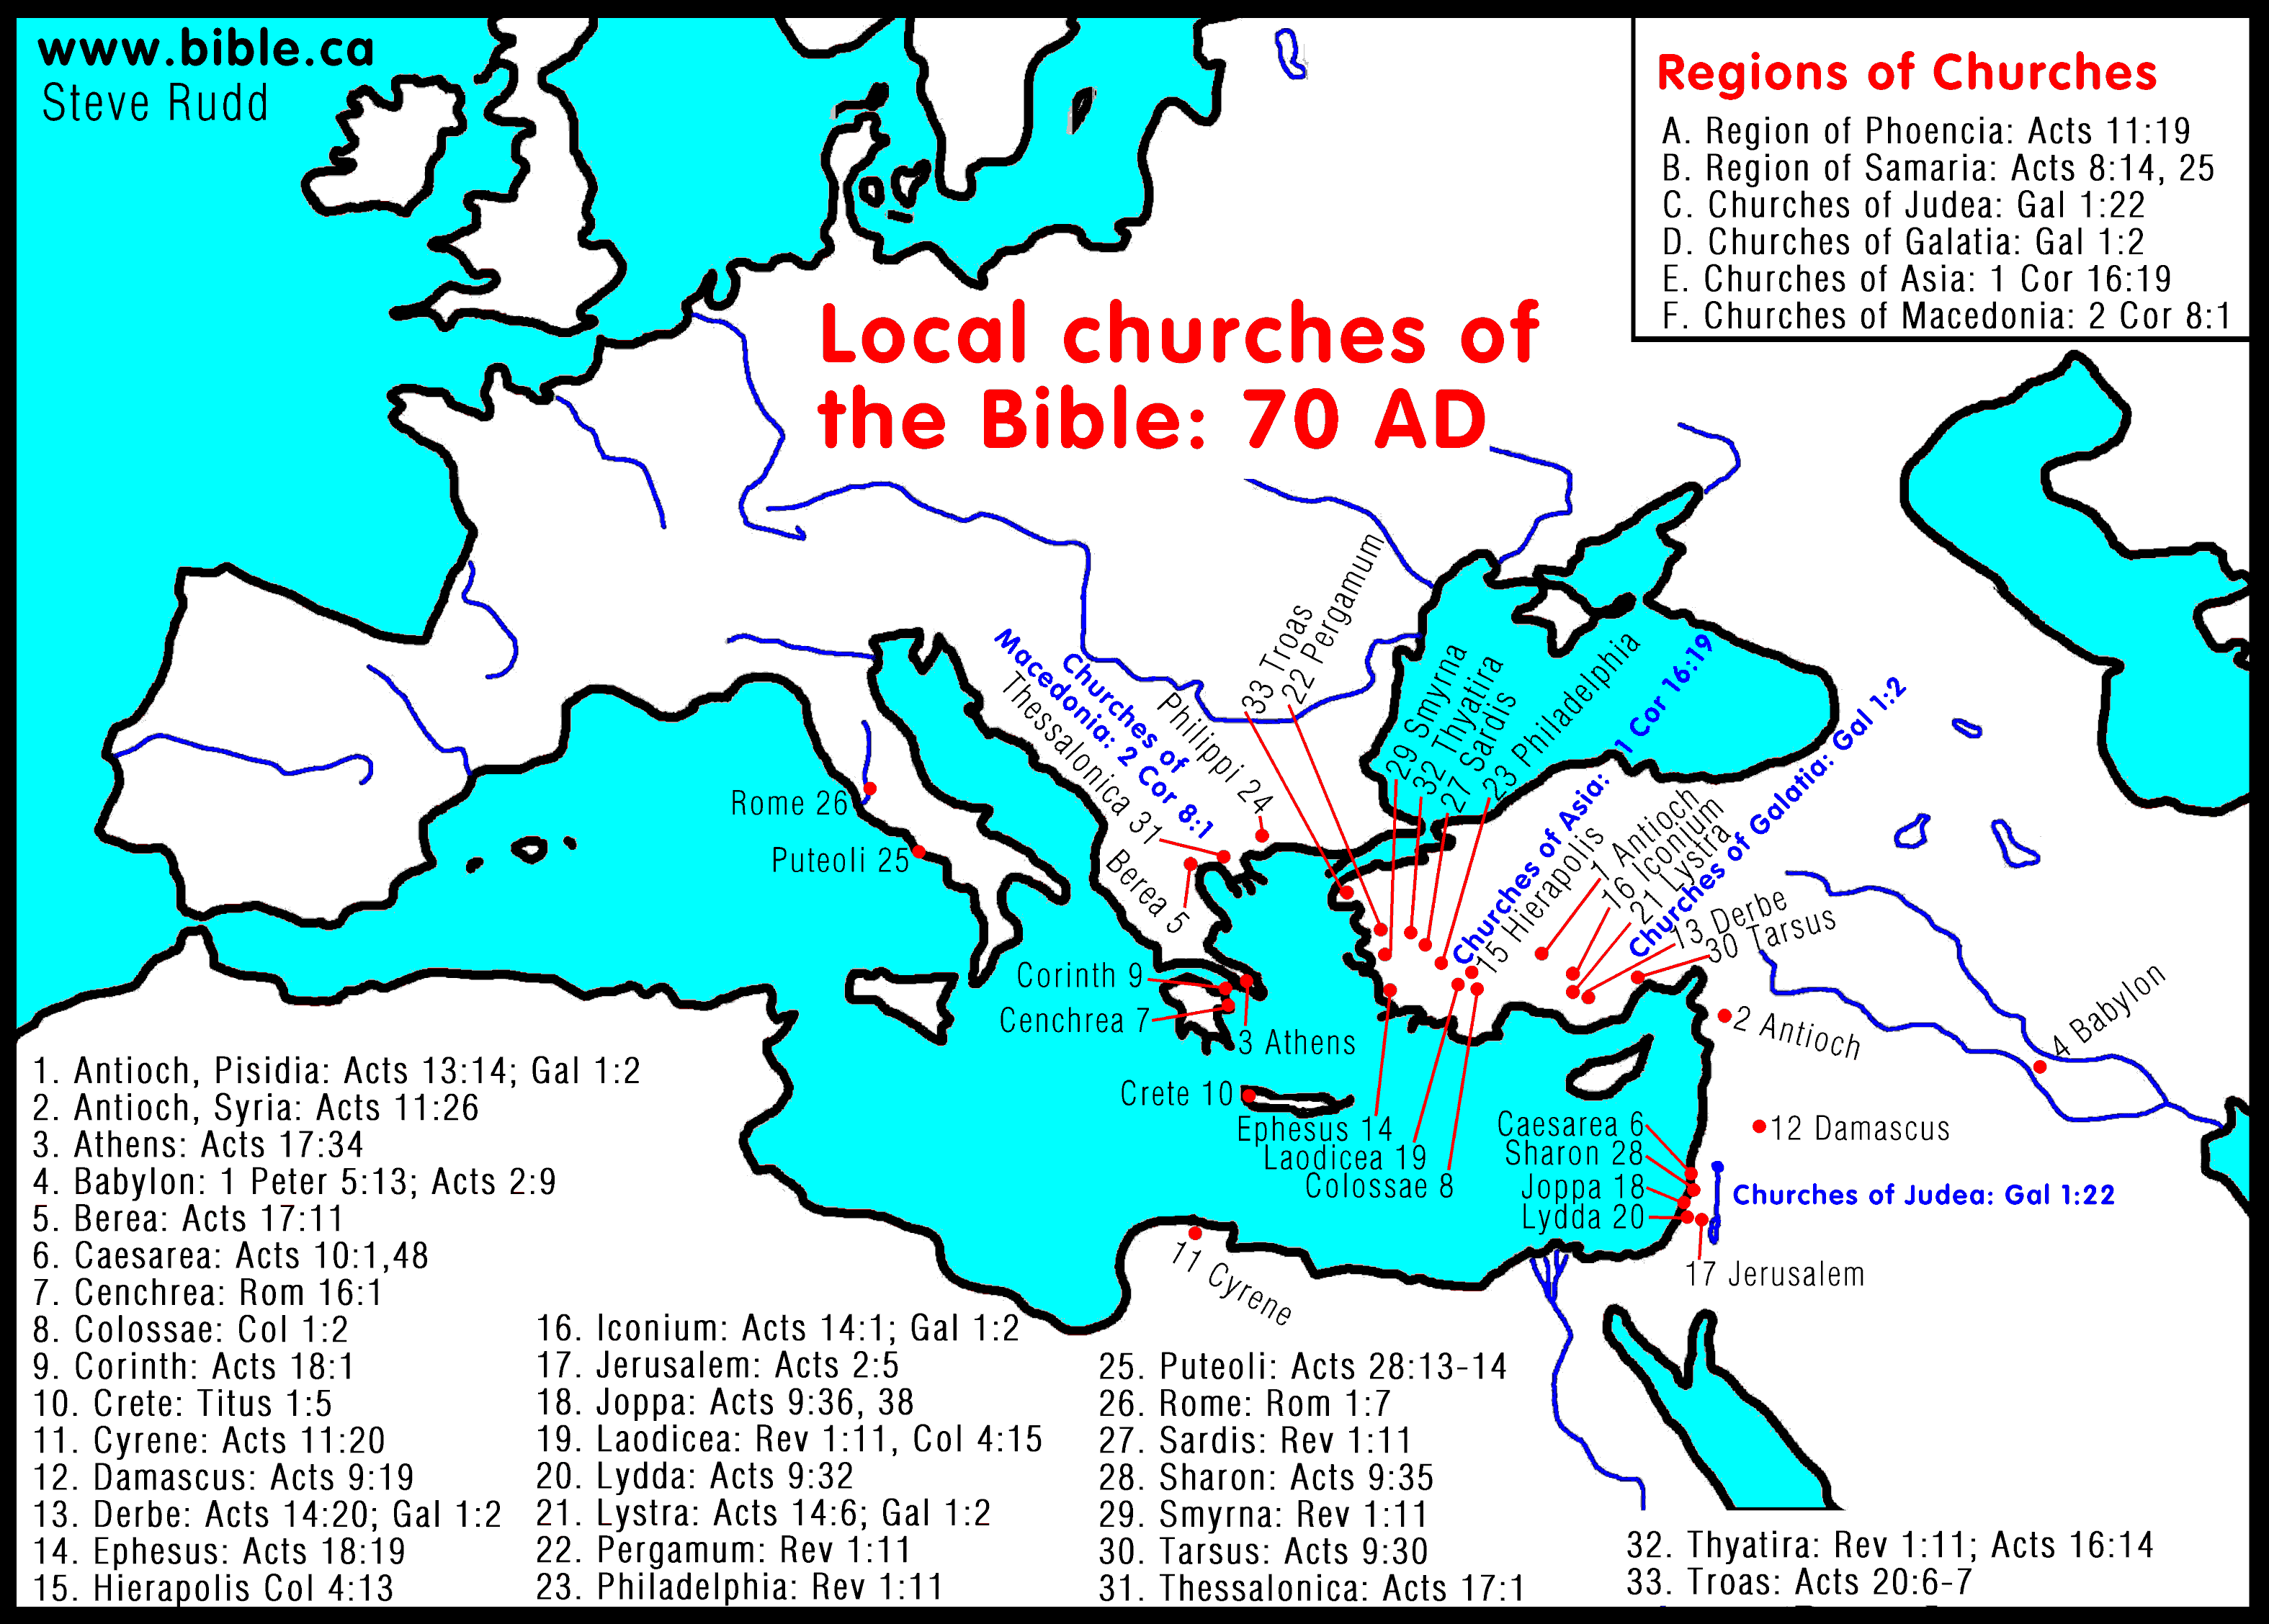 www.bible.ca
Steve Rudd
Regions of Churches
A. Region of Phoencia: Acts 11:19
B. Region of Samaria: Acts 8:14, 25
C. Churches of Judea: Gal 1:22
D. Churches of Galatia: Gal 1:2
E. Churches of Asia: 1 Cor 16:19
F. Churches of Macedonia: 2 Cor 8:1
Local churches of
the Bible: 70 AD
Churches of
Macedonia: 2 Cor 8:1
Thessalonica 31
Berea 5
Philippi 24
33 Troas
22 Pergamum
29 Smyrna
32 Thyatira
27 Sardis
23 Philadelphia
Churches of Asia: 1 Cor 16:19
15 Hierapolis
1 Antioch
16 Iconium
21 Lystra
Churches of Galatia: Gal 1:2
13 Derbe
30 Tarsus
Rome 26
Puteoli 25
Corinth 9
Cenchrea 7
3 Athens
Crete 10
Ephesus 14
Laodicea 19
Colossae 8
2 Antioch
4 Babylon
12 Damascus
Caesarea 6
Sharon 28
Joppa 18
Lydda 20
Churches of Judea: Gal 1:22
17 Jerusalem
11 Cyrene
1. Antioch, Pisidia: Acts 13:14; Gal 1:2
2. Antioch, Syria: Acts 11:26
3. Athens: Acts 17:34
4. Babylon: 1 Peter 5:13; Acts 2:9
5. Berea: Acts 17:11
6. Caesarea: Acts 10:1,48
7. Cenchrea: Rom 16:1
8. Colossae: Col 1:2
9. Corinth: Acts 18:1
10. Crete: Titus 1:5
11. Cyrene: Acts 11:20
12. Damascus: Acts 9:19
13. Derbe: Acts 14:20; Gal 1:2
14. Ephesus: Acts 18:19
15. Hierapolis Col 4:13
16. Iconium: Acts 14:1; Gal 1:2
17. Jerusalem: Acts 2:5
18. Joppa: Acts 9:36, 38
19. Laodicea: Rev 1:11, Col 4:15
20. Lydda: Acts 9:32
21. Lystra: Acts 14:6; Gal 1:2
22. Pergamum: Rev 1:11
23. Philadelphia: Rev 1:11
25. Puteoli: Acts 28:13-14
26. Rome: Rom 1:7
27. Sardis: Rev 1:11
28. Sharon: Acts 9:35
29. Smyrna: Rev 1:11
30. Tarsus: Acts 9:30
31. Thessalonica: Acts 17:1
32. Thyatira: Rev 1:11; Acts 16:14
33. Troas: Acts 20:6-7